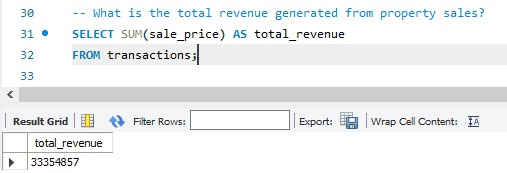 30 -- What is the total revenue generated from property sales?
31 SELECT SUM(sale_price) AS total_revenue
32 FROM transactions;
33
Result Grid Filter Rows: Export: Wrap Cell Content: IA
total_revenue
33354857